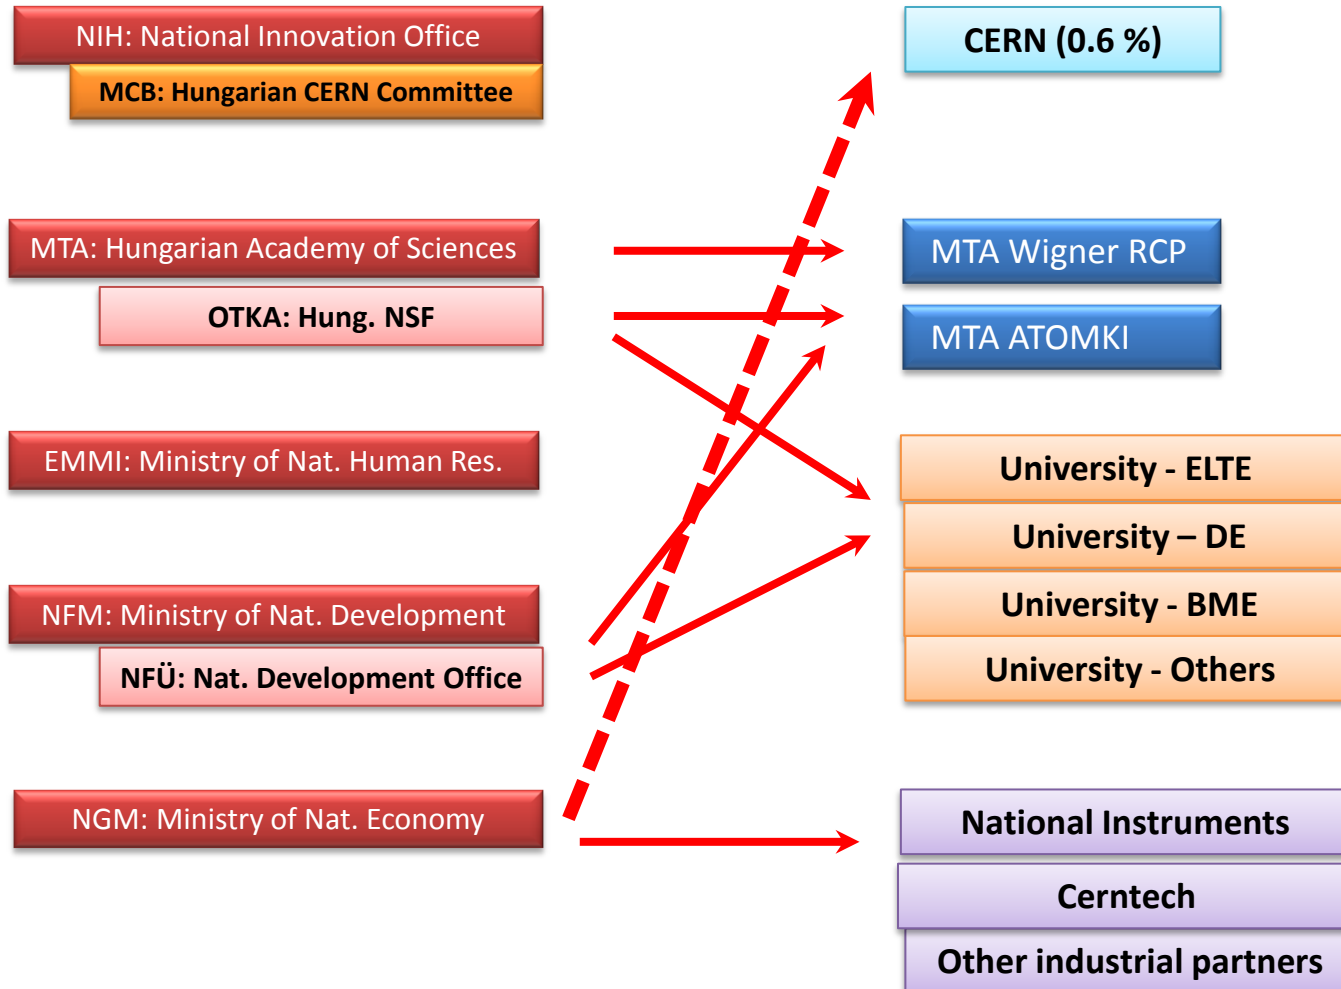 NIH: National Innovation Office
MCB: Hungarian CERN Committee
MTA: Hungarian Academy of Sciences
OTKA: Hung. NSF
EMMI: Ministry of Nat. Human Res.
NFM: Ministry of Nat. Development
NFÜ: Nat. Development Office
NGM: Ministry of Nat. Economy
CERN (0.6 %)
MTA Wigner RCP
MTA ATOMKI
University - ELTE
University – DE
University - BME
University - Others
National Instruments
Cerntech
Other industrial partners